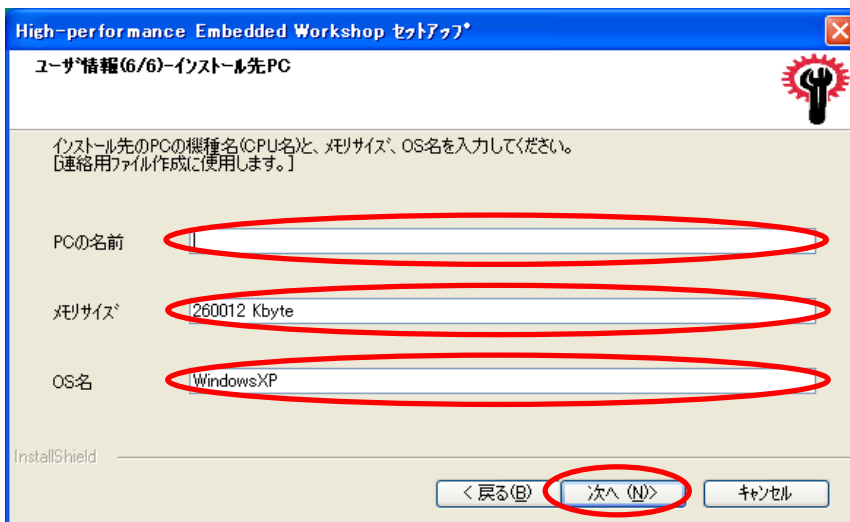 High-performance Embedded Workshop ｾｯﾄｱｯﾌﾟ
ﾕｰｻﾞ情報(6/6)-ｲﾝｽﾄｰﾙ先PC
ｲﾝｽﾄｰﾙ先のPCの機種名(CPU名)と、ﾒﾓﾘｻｲｽﾞ、OS名を入力してください。
[連絡用ﾌｧｲﾙ作成に使用します。]
PCの名前
ﾒﾓﾘｻｲｽﾞ
260012 Kbyte
OS名
WindowsXP
InstallShield
< 戻る(B)
次へ (N)>
ｷｬﾝｾﾙ